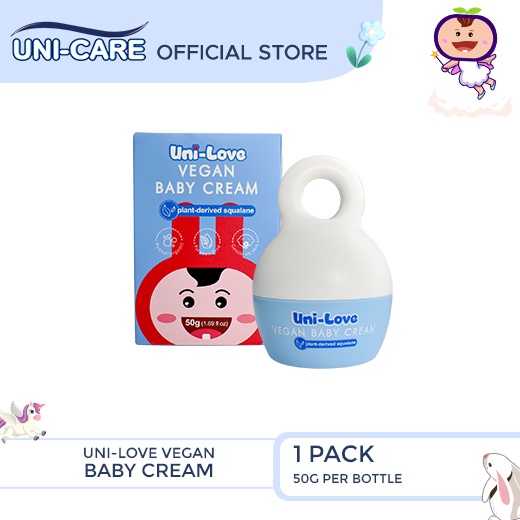 UNI-CARE OFFICIAL STORE
Uni-Love
VEGAN
BABY CREAM
plant-derived squalane
50g (1.69 fl oz)
Uni-Love
VEGAN BABY CREAM
plant-derived squalane
UNI-LOVE VEGAN
BABY CREAM
1 PACK
50G PER BOTTLE